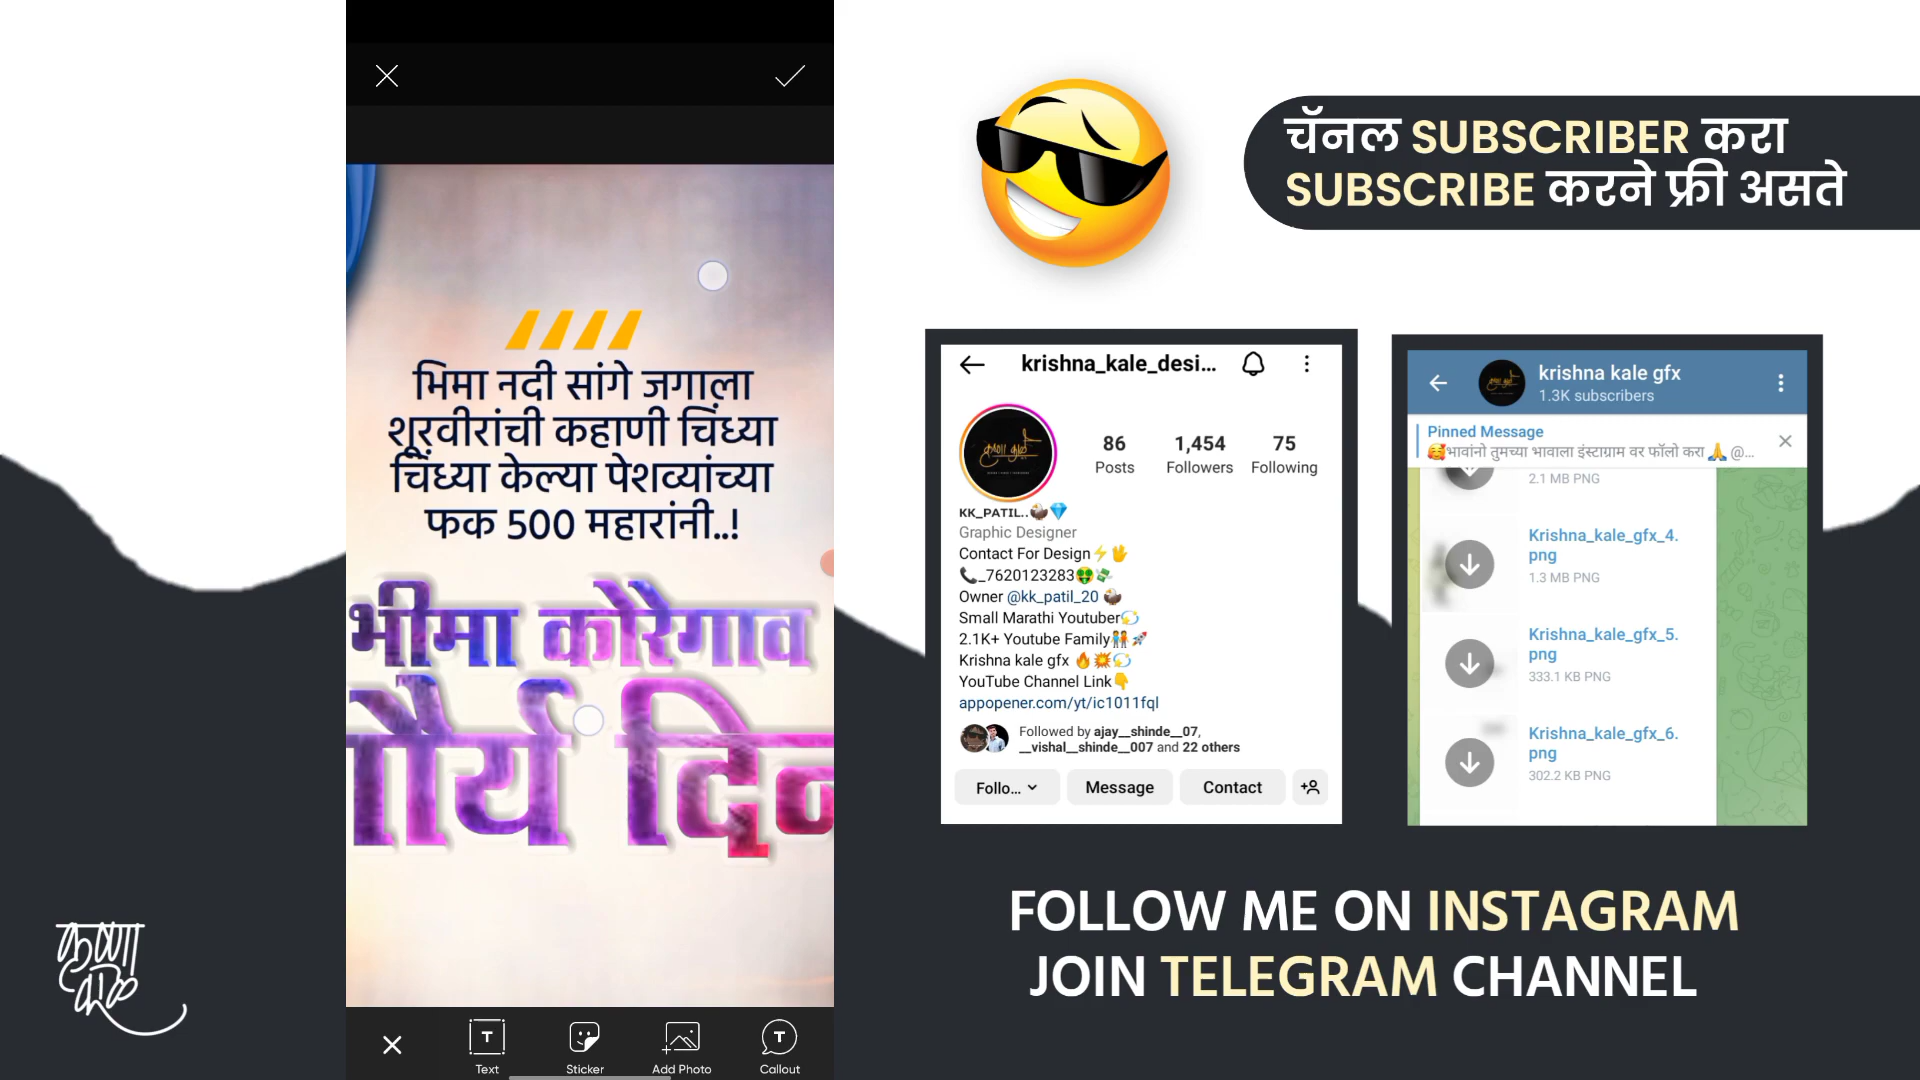 भिमा नदी सांगे जगाला
शूरवीरांची कहाणी चिंध्या
चिंध्या केल्या पेशव्यांच्या
फक 500 महारांनी..!
भीमा कोरेगाव
शौर्य दिन
Text
Sticker
Add Photo
Callout
चॅनल SUBSCRIBER करा
SUBSCRIBE करने फ्री असते
krishna_kale_desi...
86
1,454
75
Posts
Followers
Following
KK_PATIL..
Graphic Designer
Contact For Design
_7620123283
Owner @kk_patil_20
Small Marathi Youtuber
2.1K+ Youtube Family
Krishna kale gfx
YouTube Channel Link
appopener.com/yt/ic1011fql
Followed by ajay__shinde__07,
__vishal__shinde__007 and 22 others
Follo...
Message
Contact
krishna kale gfx
1.3K subscribers
Pinned Message
भावांनो तुमच्या भावाला इंस्टाग्राम वर फॉलो करा @...
2.1 MB PNG
Krishna_kale_gfx_4.
png
1.3 MB PNG
Krishna_kale_gfx_5.
png
333.1 KB PNG
Krishna_kale_gfx_6.
png
302.2 KB PNG
FOLLOW ME ON INSTAGRAM
JOIN TELEGRAM CHANNEL
कृष्णा
काळे